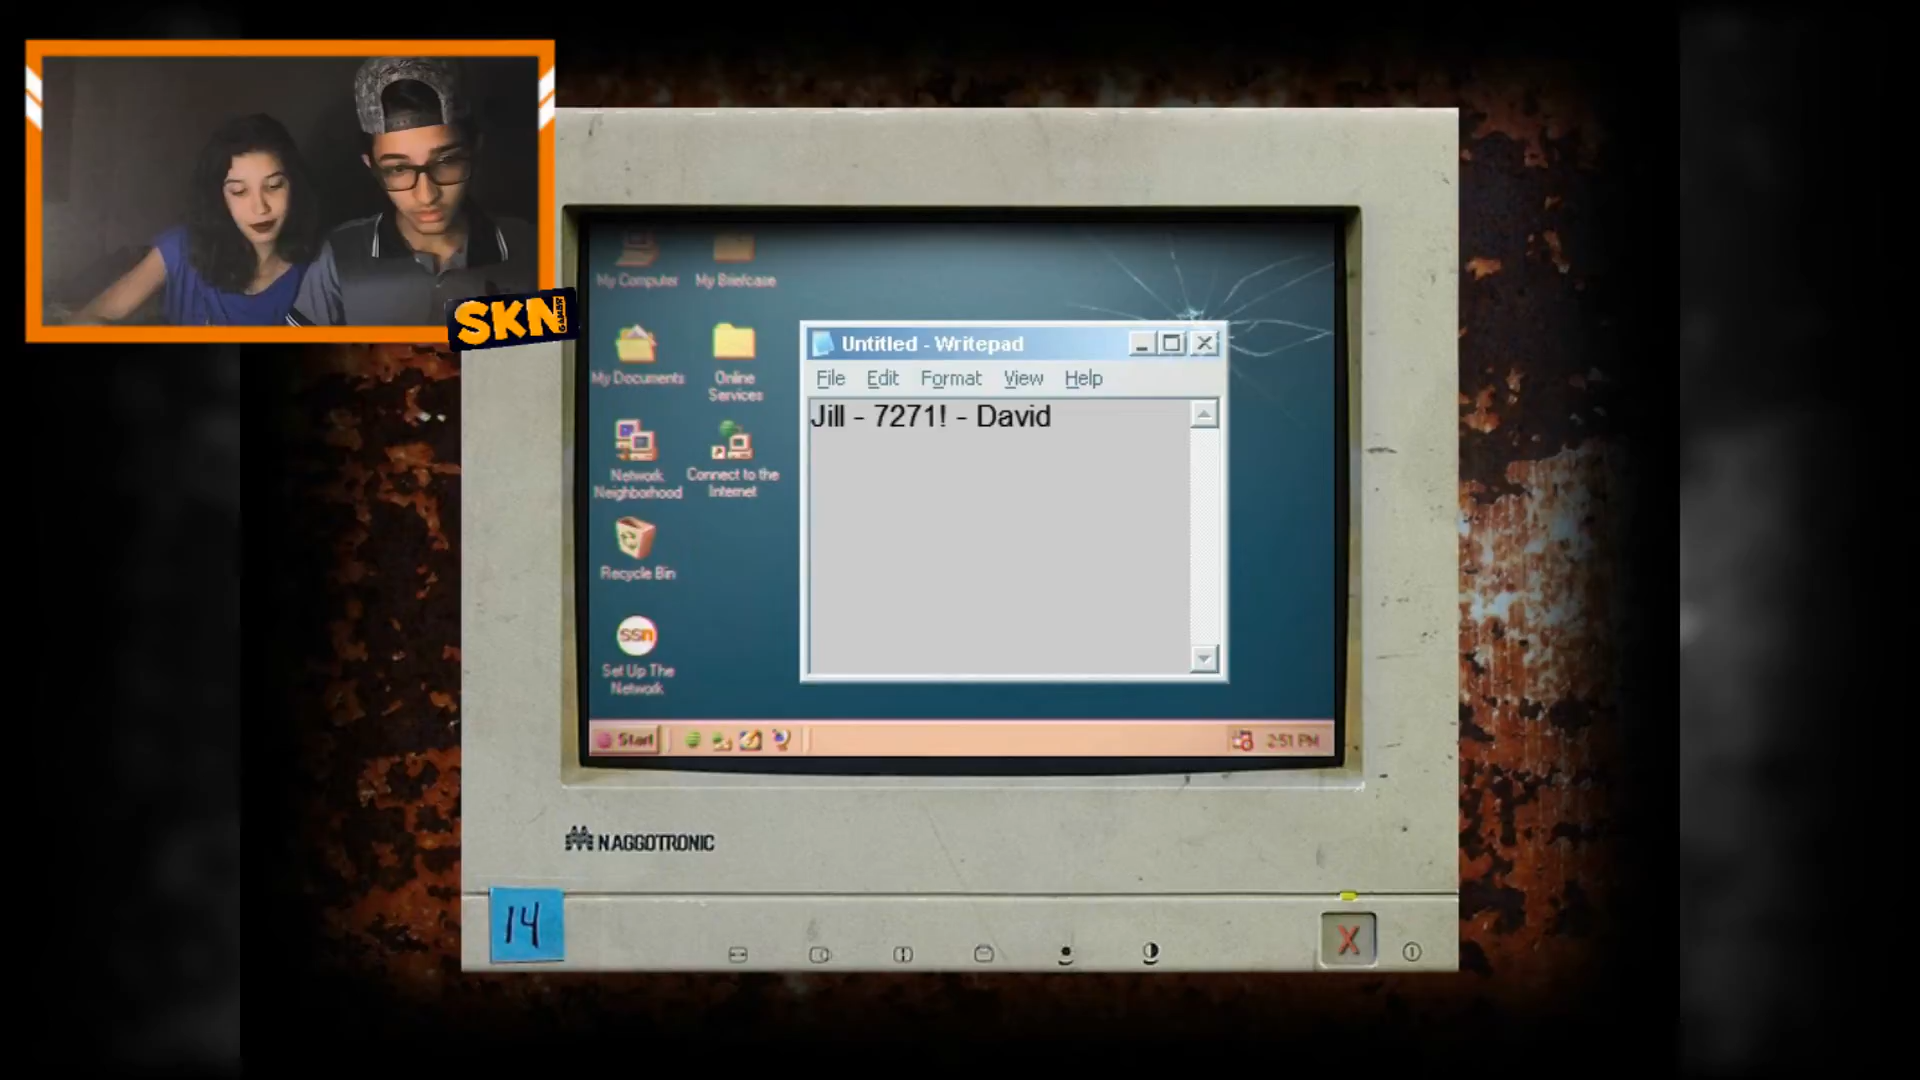 SKN
GAMES
My Computer
My Briefcase
My Documents
Online
Services
Network
Neighborhood
Connect to the
Internet
Recycle Bin
ssn
Set Up The
Network
Untitled - Writepad
File Edit Format View Help
Jill - 7271! - David
Start
2:51 PM
NAGGOTRONIC
14
X